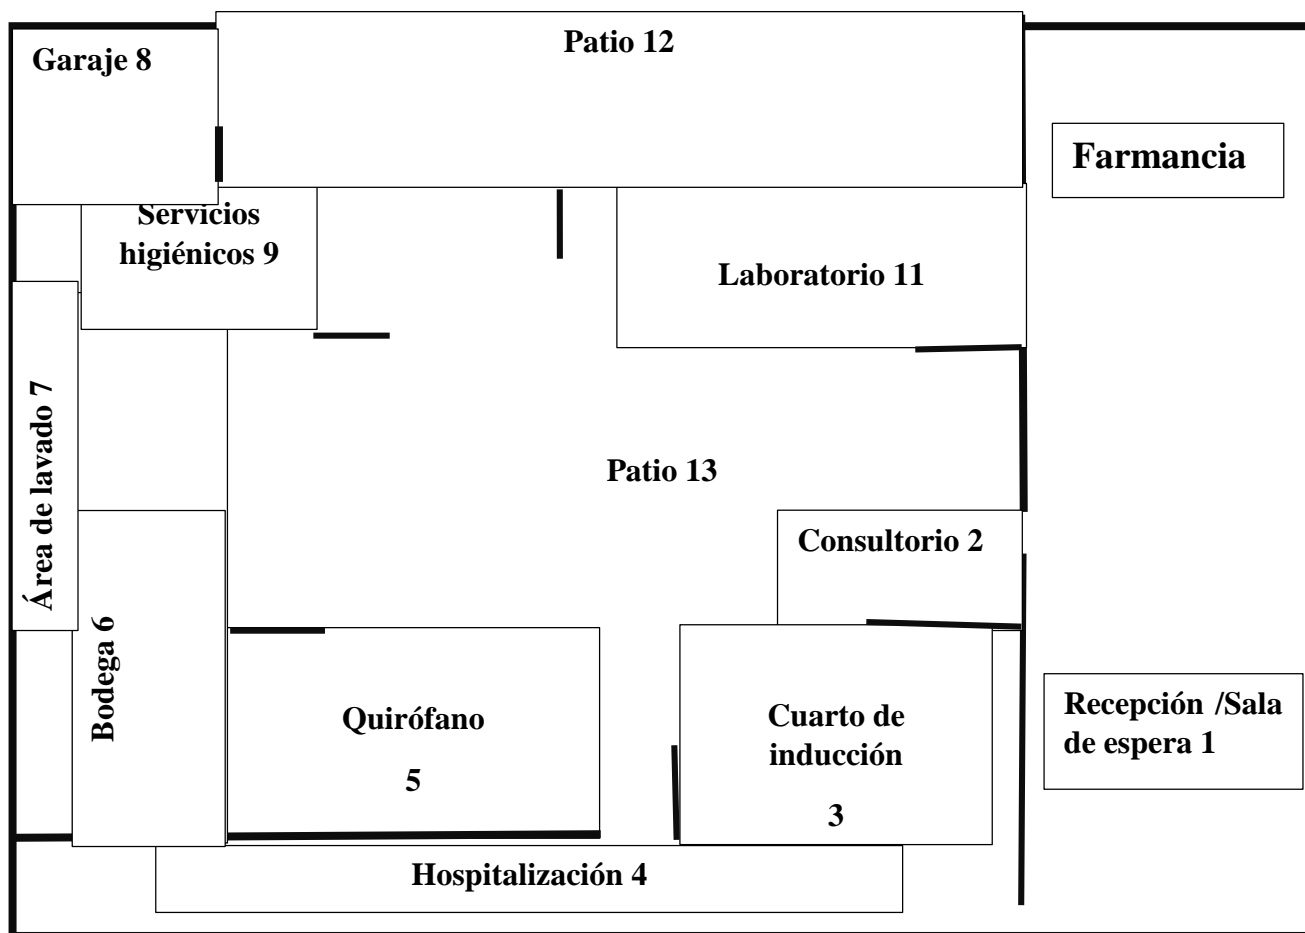 Patio 12
Garaje 8
Farmancia
Servicios
higiénicos 9
Laboratorio 11
Área de lavado 7
Patio 13
Consultorio 2
Bodega 6
Quirófano
5
Cuarto de
inducción
3
Recepción /Sala
de espera 1
Hospitalización 4